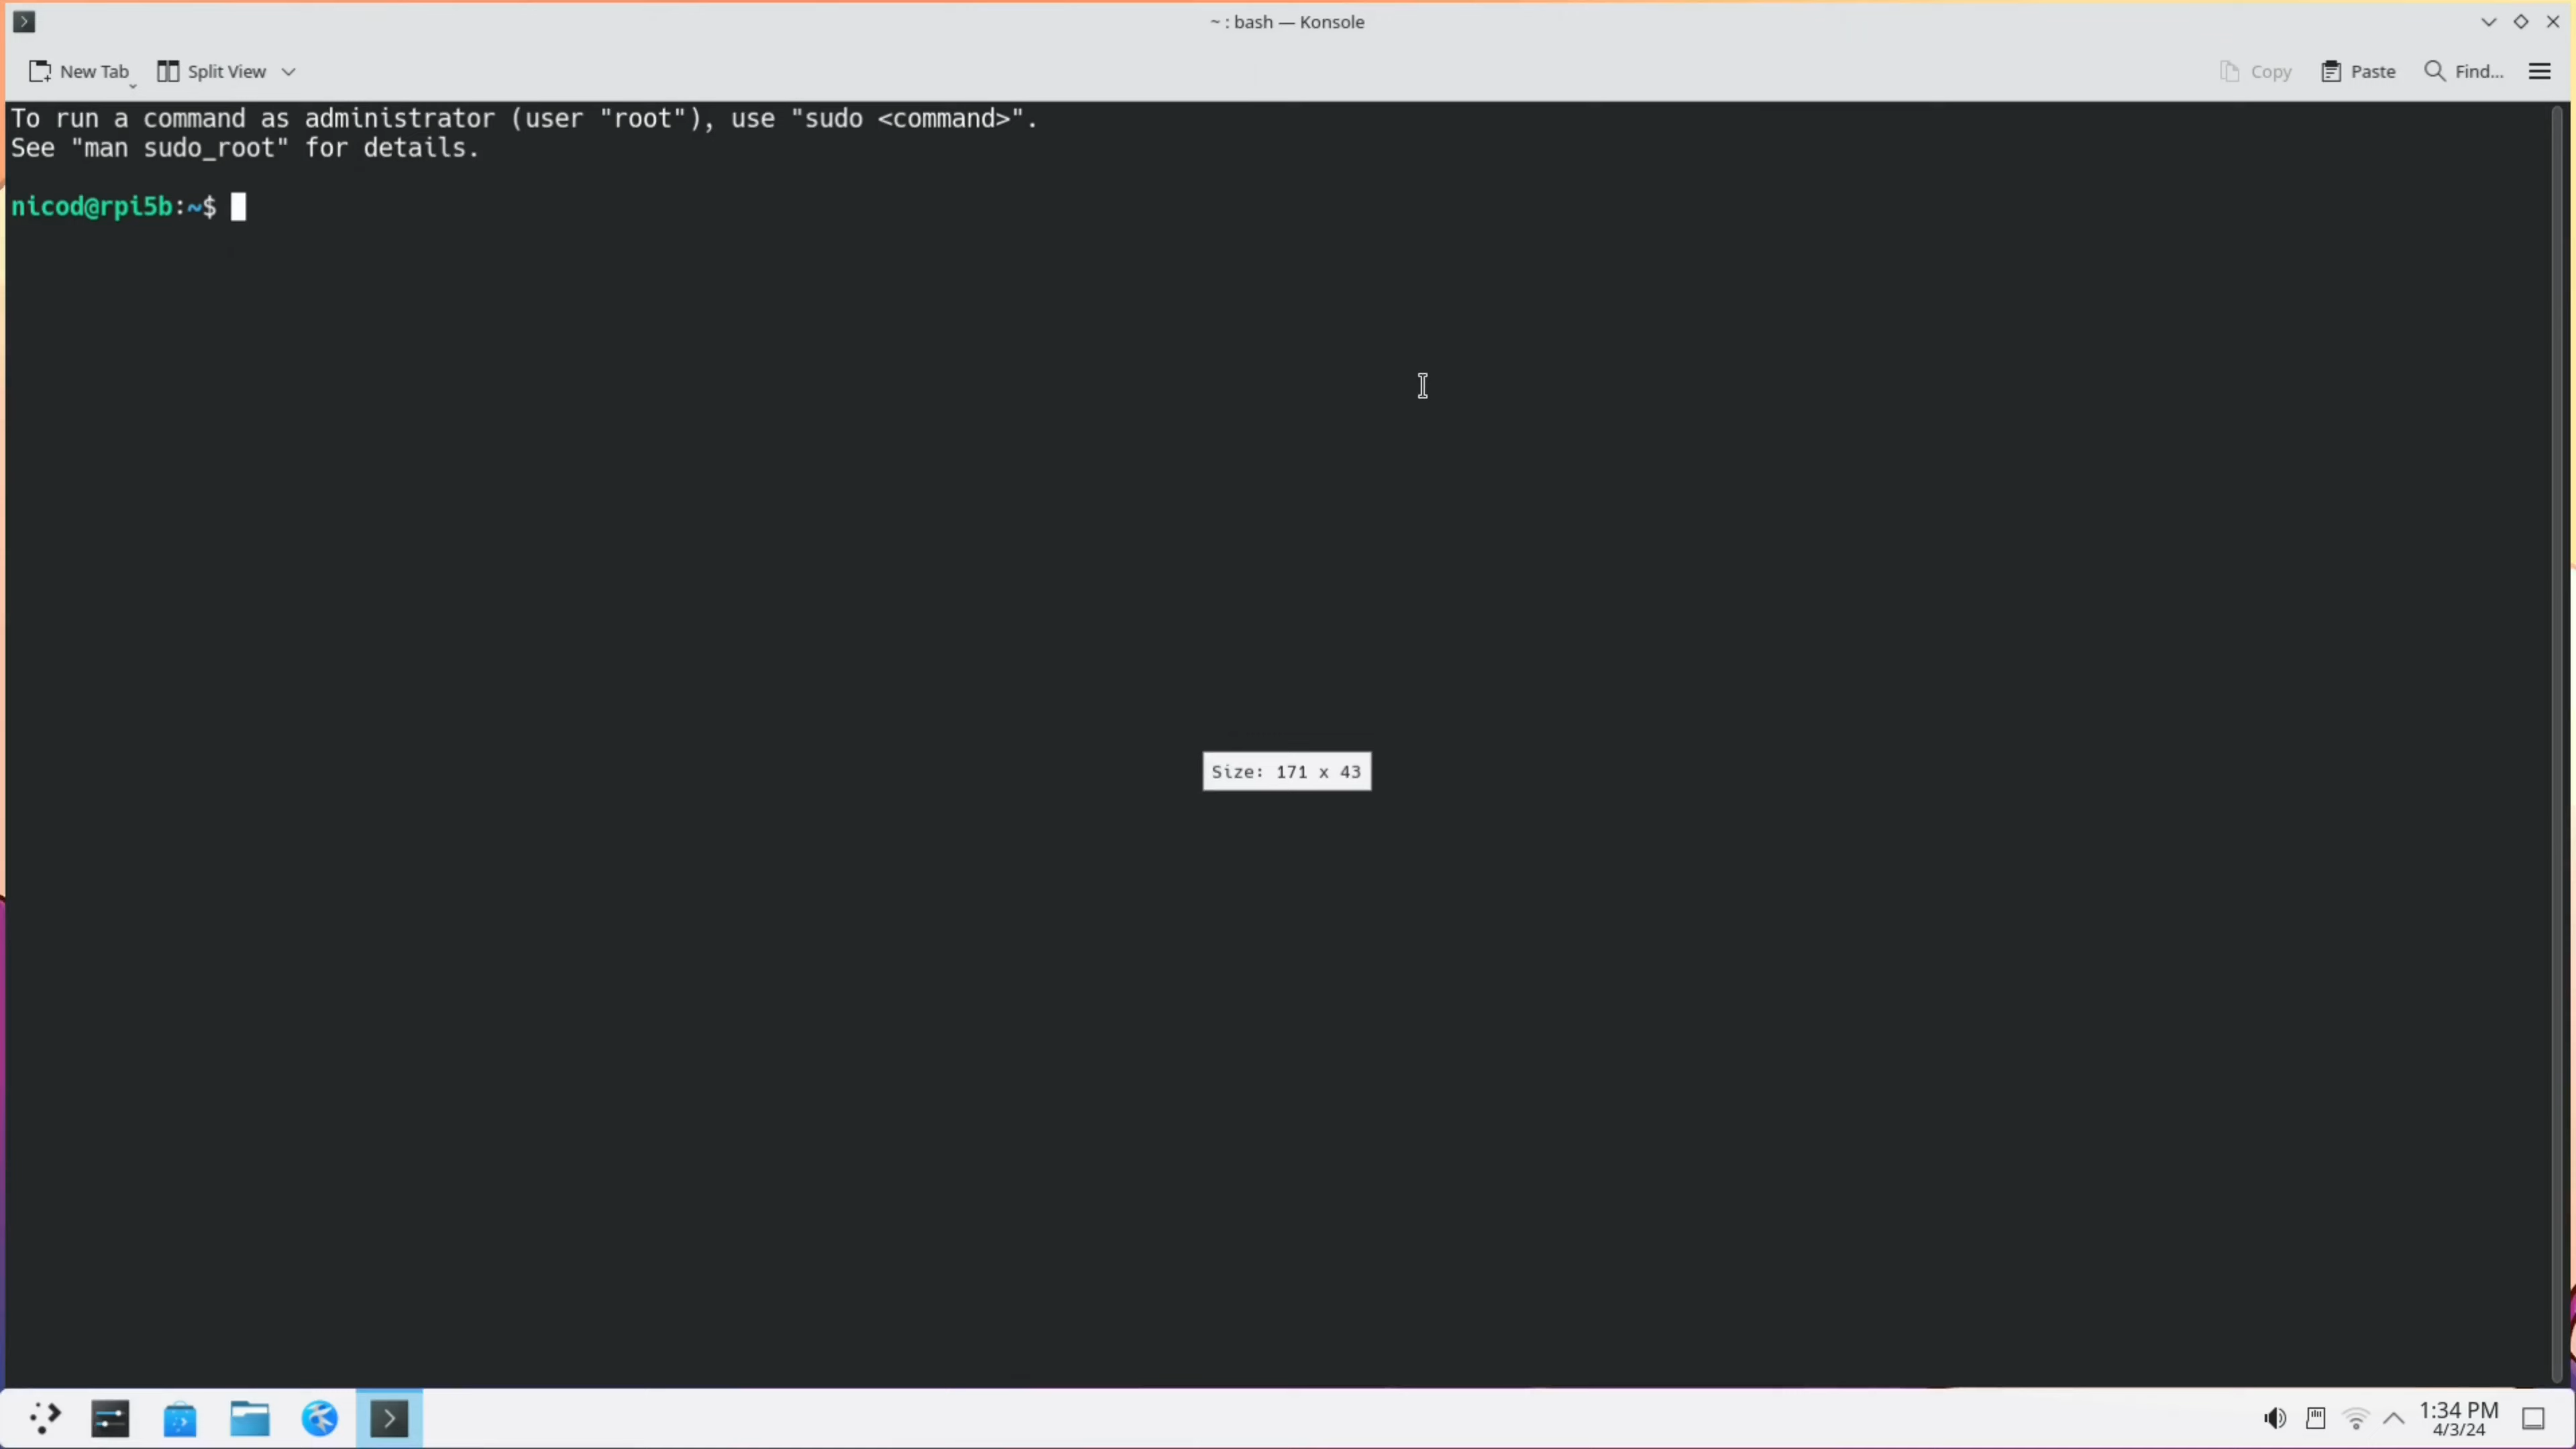 ~ : bash — Konsole
New Tab Split View Copy Paste Find...
To run a command as administrator (user "root"), use "sudo <command>".
See "man sudo_root" for details.
nicod@rpi5b:~$
Size: 171 x 43
1:34 PM
4/3/24